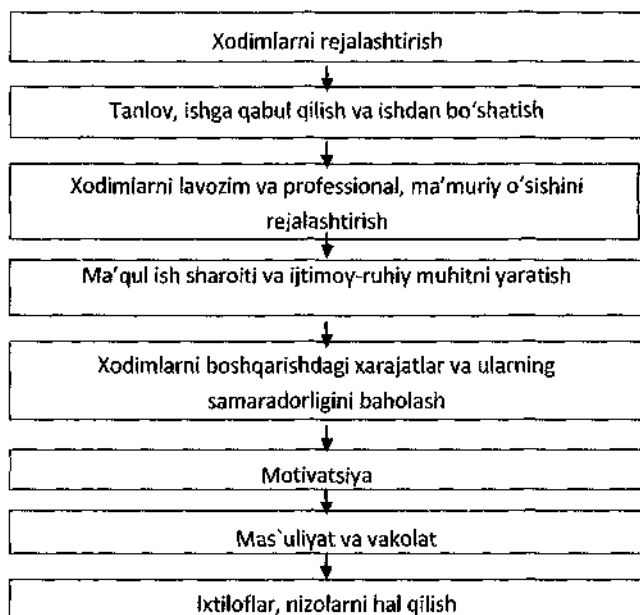 Xodimlarni rejalashtirish
Tanlov, ishga qabul qilish va ishdan bo‘shatish
Xodimlarni lavozim va professional, ma’muriy o‘sishini
rejalashtirish
Ma’qul ish sharoiti va ijtimoy-ruhiy muhitni yaratish
Xodimlarni boshqarishdagi xarajatlar va ularning
samaradorligini baholash
Motivatsiya
Mas`uliyat va vakolat
Ixtiloflar, nizolarni hal qilish